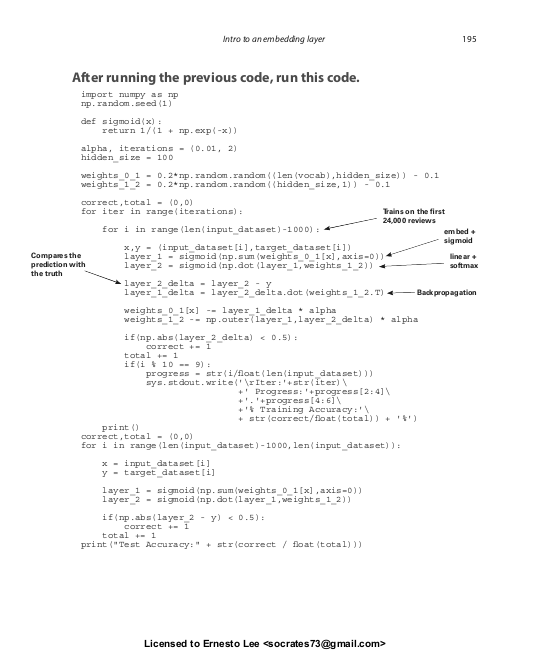 Intro to an embedding layer
195
After running the previous code, run this code.
import numpy as np
np.random.seed(1)
def sigmoid(x):
    return 1/(1 + np.exp(-x))
alpha, iterations = (0.01, 2)
hidden_size = 100
weights_0_1 = 0.2*np.random.random((len(vocab),hidden_size)) - 0.1
weights_1_2 = 0.2*np.random.random((hidden_size,1)) - 0.1
correct,total = (0,0)
for iter in range(iterations):
Trains on the first
24,000 reviews
    for i in range(len(input_dataset)-1000):
embed +
sigmoid
        x,y = (input_dataset[i],target_dataset[i])
        layer_1 = sigmoid(np.sum(weights_0_1[x],axis=0))
        layer_2 = sigmoid(np.dot(layer_1,weights_1_2))
linear +
softmax
Compares the
prediction with
the truth
        layer_2_delta = layer_2 - y
        layer_1_delta = layer_2_delta.dot(weights_1_2.T)
Backpropagation
        weights_0_1[x] -= layer_1_delta * alpha
        weights_1_2 -= np.outer(layer_1,layer_2_delta) * alpha
        if(np.abs(layer_2_delta) < 0.5):
            correct += 1
        total += 1
        if(i % 10 == 9):
            progress = str(i/float(len(input_dataset)))
            sys.stdout.write('\rIter:'+str(iter)\
                             +' Progress:'+progress[2:4]\
                             +'.'+progress[4:6]\
                             +'% Training Accuracy:'\
                             + str(correct/float(total)) + '%')
    print()
correct,total = (0,0)
for i in range(len(input_dataset)-1000,len(input_dataset)):
    x = input_dataset[i]
    y = target_dataset[i]
    layer_1 = sigmoid(np.sum(weights_0_1[x],axis=0))
    layer_2 = sigmoid(np.dot(layer_1,weights_1_2))
    if(np.abs(layer_2 - y) < 0.5):
        correct += 1
    total += 1
print("Test Accuracy:" + str(correct / float(total)))
Licensed to Ernesto Lee <socrates73@gmail.com>